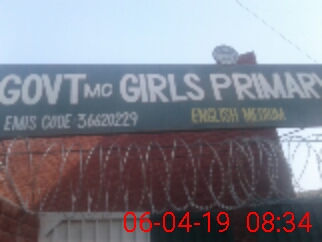 GOVT MC GIRLS PRIMARY
EMIS CODE:36620229 ENGLISH MEDIUM
06-04-19 08:34